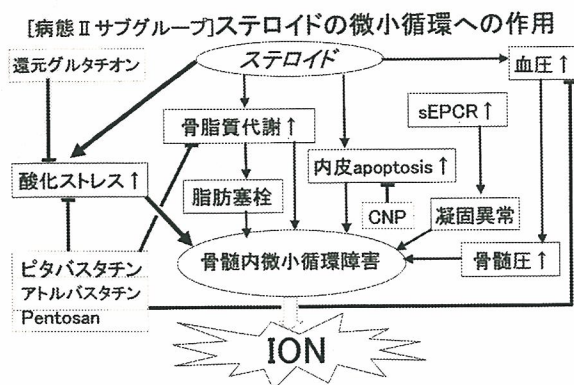 [病態Ⅱサブグループ]ステロイドの微小循環への作用
還元グルタチオン
ステロイド
血圧↑
骨脂質代謝↑
sEPCR↑
酸化ストレス↑
内皮apoptosis↑
脂肪塞栓
CNP
凝固異常
骨髄内微小循環障害
骨髄圧↑
ピタバスタチン
アトルバスタチン
Pentosan
ION